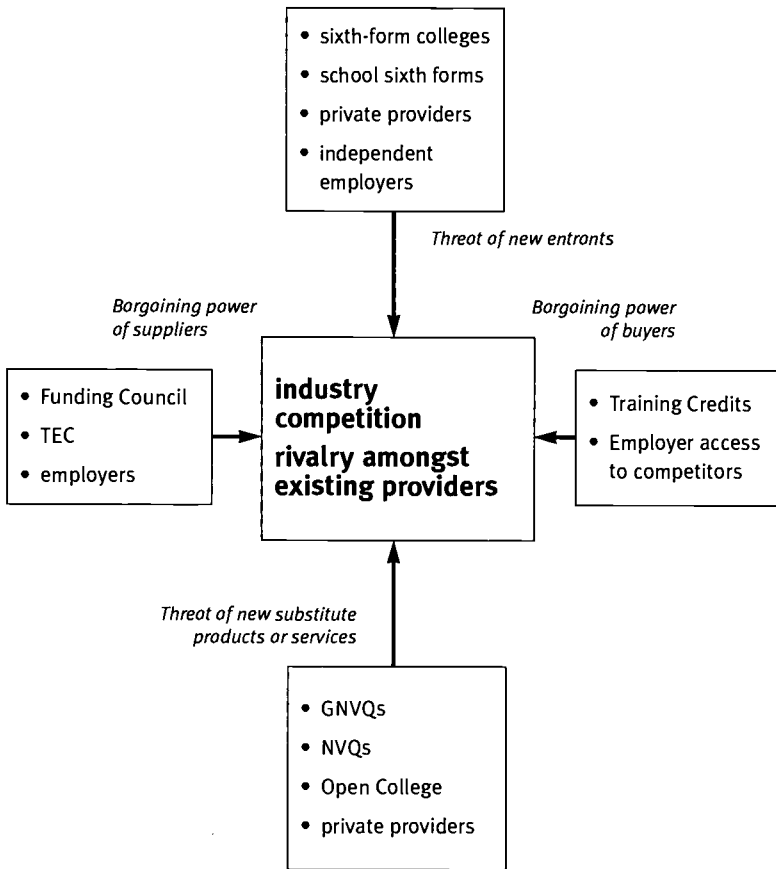 • sixth-form colleges
• school sixth forms
• private providers
• independent
employers
Threat of new entronts
Borgoining power
of suppliers
Borgoining power
of buyers
• Funding Council
• TEC
• employers
industry
competition
rivalry amongst
existing providers
• Training Credits
• Employer access
to competitors
Threot of new substitute
products or services
• GNVQs
• NVQs
• Open College
• private providers